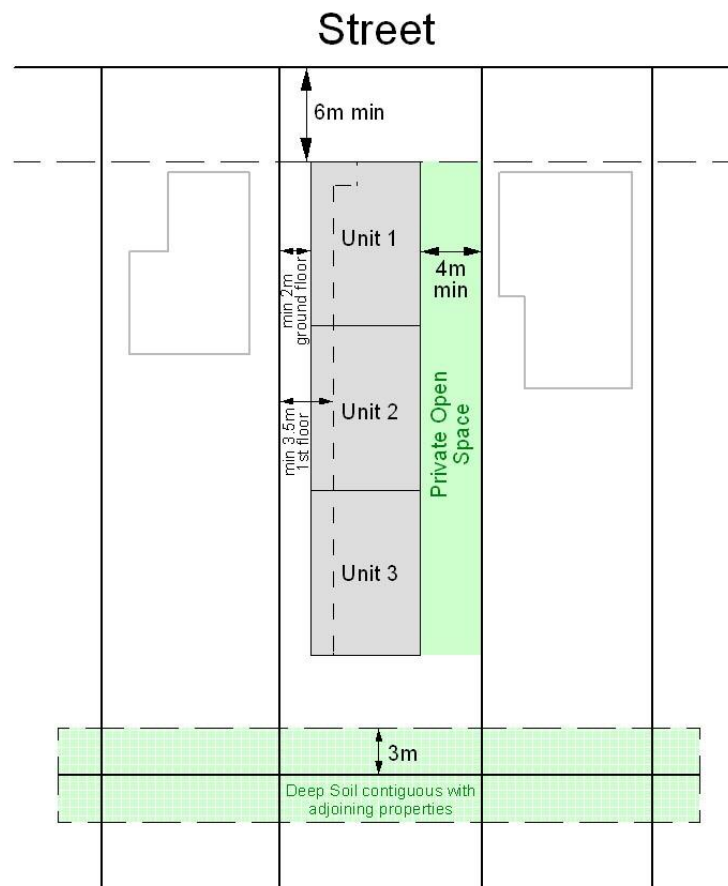 Street
6m min
Unit 1
4m
min
min 2m
ground floor
Unit 2
min 3.5m
1st floor
Private Open
Space
Unit 3
3m
Deep Soil contiguous with
adjoining properties